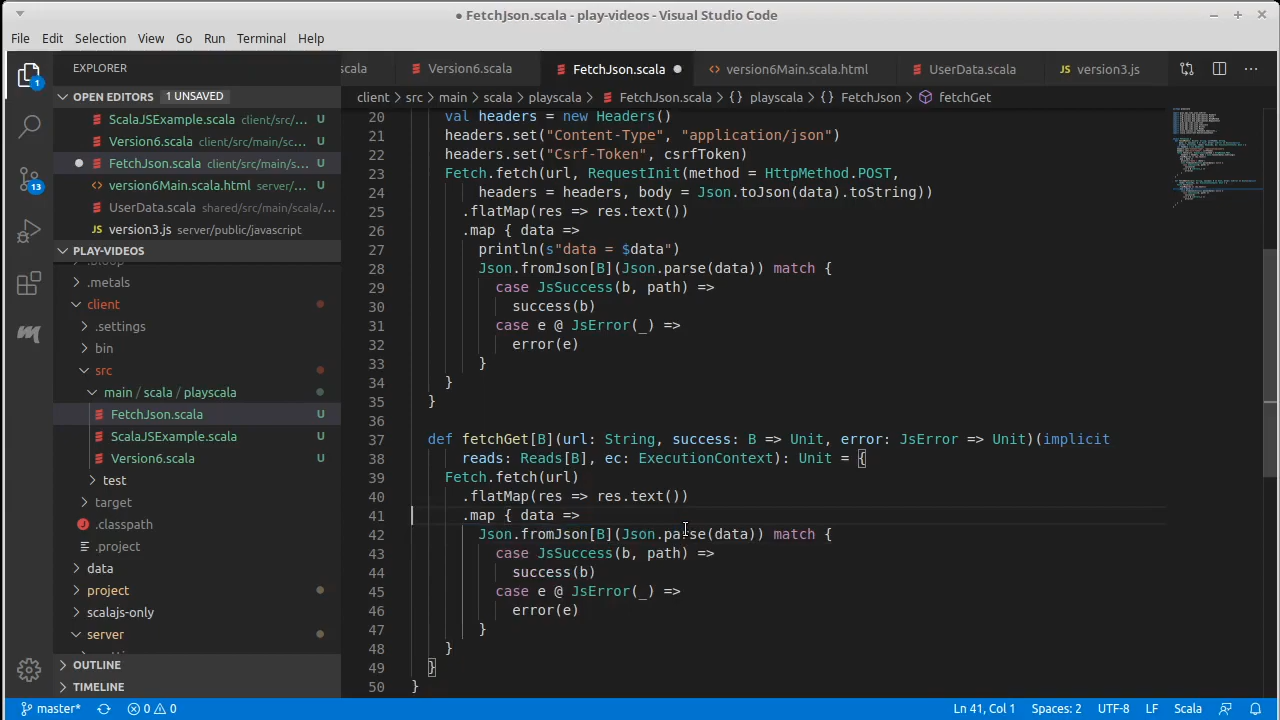 ● FetchJson.scala - play-videos - Visual Studio Code
File Edit Selection View Go Run Terminal Help
EXPLORER
scala Version6.scala FetchJson.scala version6Main.scala.html UserData.scala version3.js
OPEN EDITORS 1 UNSAVED
client > src > main > scala > playscala > FetchJson.scala > {} playscala > {} FetchJson > fetchGet
ScalaJSExample.scala client/src/... U
Version6.scala client/src/main/sc... U
FetchJson.scala client/src/main/s... U
version6Main.scala.html server/... U
UserData.scala shared/src/main/scala/...
JS version3.js server/public/javascript
PLAY-VIDEOS
.bloop
.metals
client
.settings
bin
src
main / scala / playscala
FetchJson.scala U
ScalaJSExample.scala U
Version6.scala U
test
target
.classpath
.project
data
project
scalajs-only
server
OUTLINE
TIMELINE
1
13
20 val headers = new Headers()
21 headers.set("Content-Type", "application/json")
22 headers.set("Csrf-Token", csrfToken)
23 Fetch.fetch(url, RequestInit(method = HttpMethod.POST,
24 headers = headers, body = Json.toJson(data).toString))
25 .flatMap(res => res.text())
26 .map { data =>
27 println(s"data = $data")
28 Json.fromJson[B](Json.parse(data)) match {
29 case JsSuccess(b, path) =>
30 success(b)
31 case e @ JsError(_) =>
32 error(e)
33 }
34 }
35 }
36
37 def fetchGet[B](url: String, success: B => Unit, error: JsError => Unit)(implicit
38 reads: Reads[B], ec: ExecutionContext): Unit = {
39 Fetch.fetch(url)
40 .flatMap(res => res.text())
41 .map { data =>
42 Json.fromJson[B](Json.parse(data)) match {
43 case JsSuccess(b, path) =>
44 success(b)
45 case e @ JsError(_) =>
46 error(e)
47 }
48 }
49 }
50 }
master* 0 0 Ln 41, Col 1 Spaces: 2 UTF-8 LF Scala